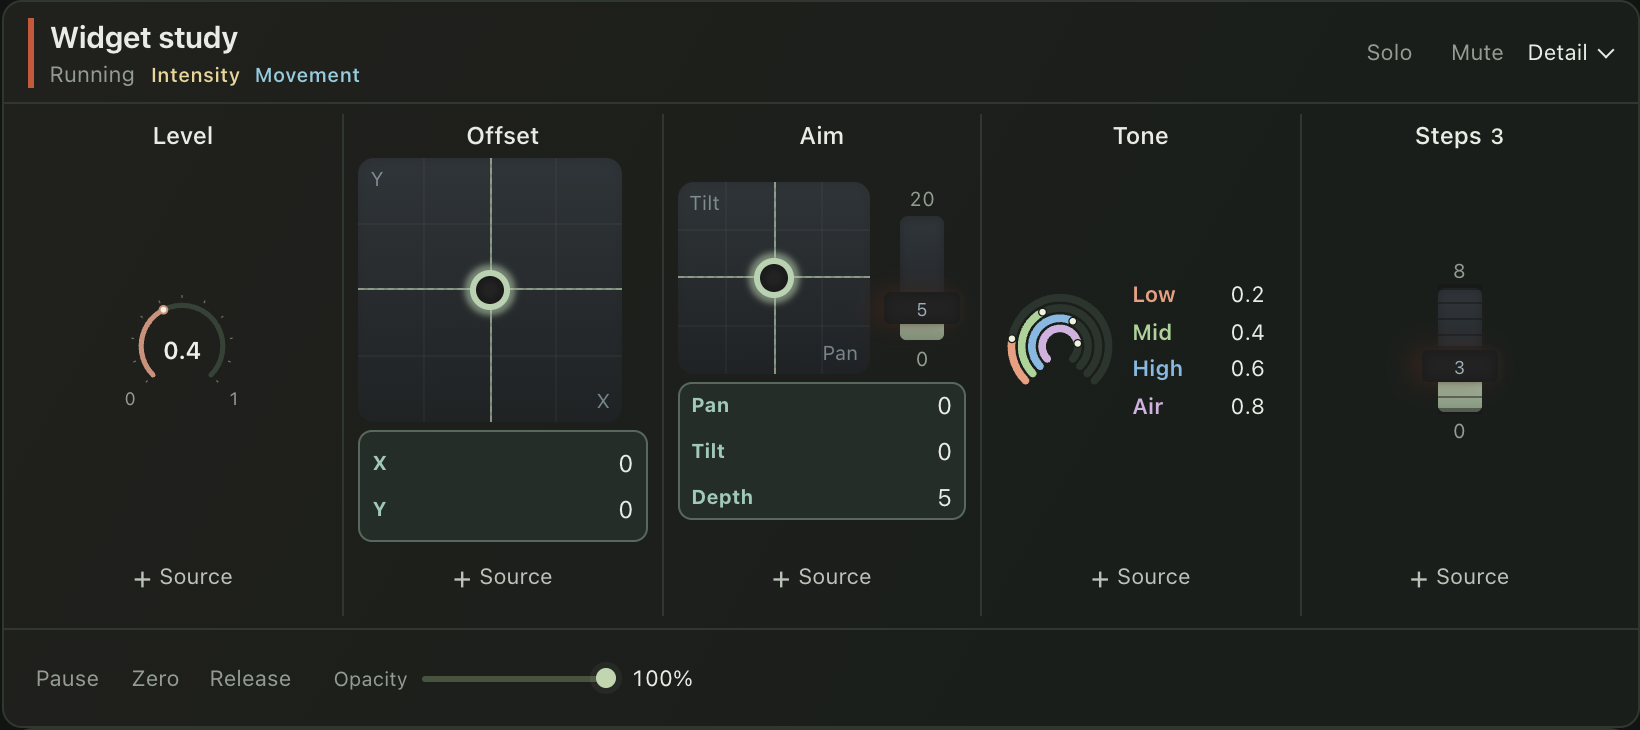 Widget study
Running Intensity Movement
Solo Mute Detail
Level
0.4
0 1
+ Source
Offset
Y
X
X 0
Y 0
+ Source
Aim
Tilt
Pan
20
5
0
Pan 0
Tilt 0
Depth 5
+ Source
Tone
Low 0.2
Mid 0.4
High 0.6
Air 0.8
+ Source
Steps 3
8
3
0
+ Source
Pause Zero Release Opacity 100%